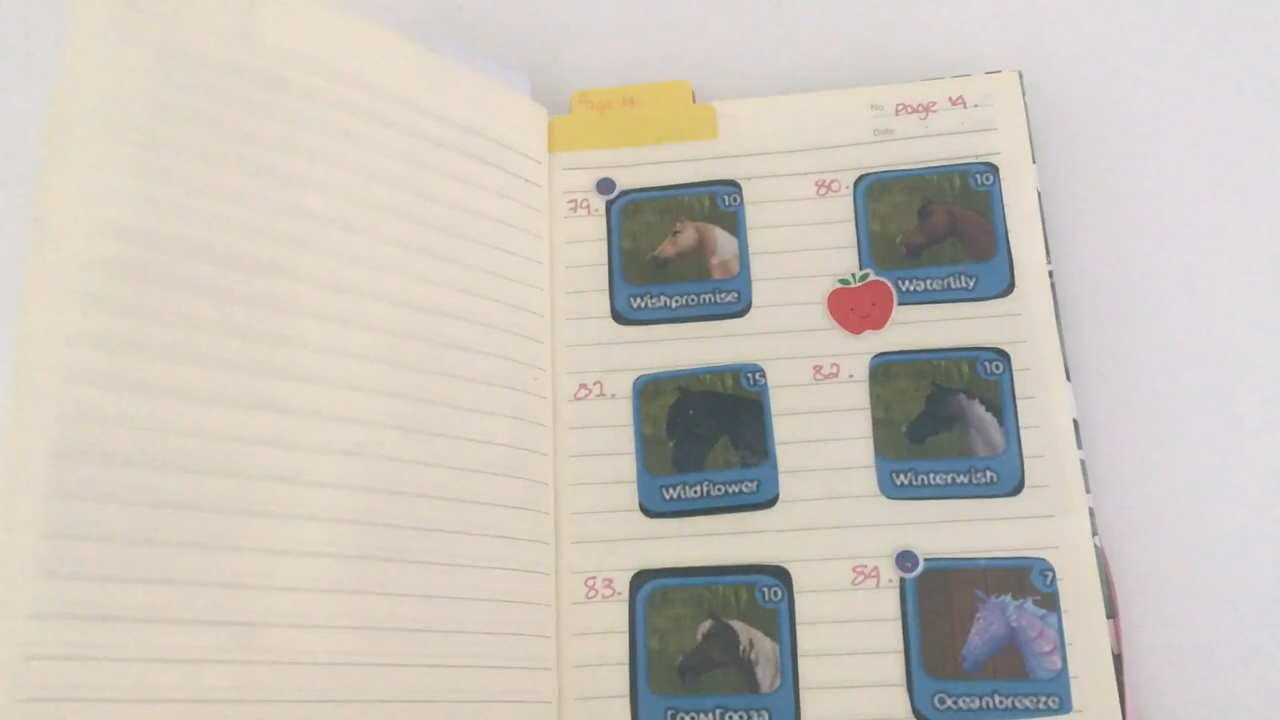 Page 14
No. Page 14.
Date
79. 10 80. 10
Wishpromise Waterlily
81. 15 82. 10
Wildflower Winterwish
83. 10 84. 7
Oceanbreeze